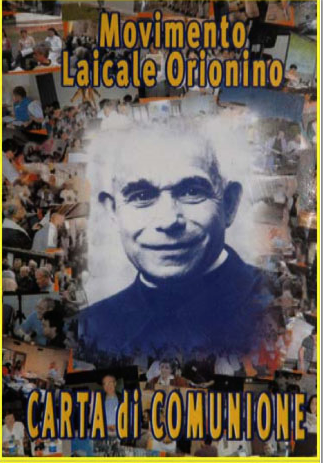 Movimento
Laicale Orionino
CARTA di COMUNIONE